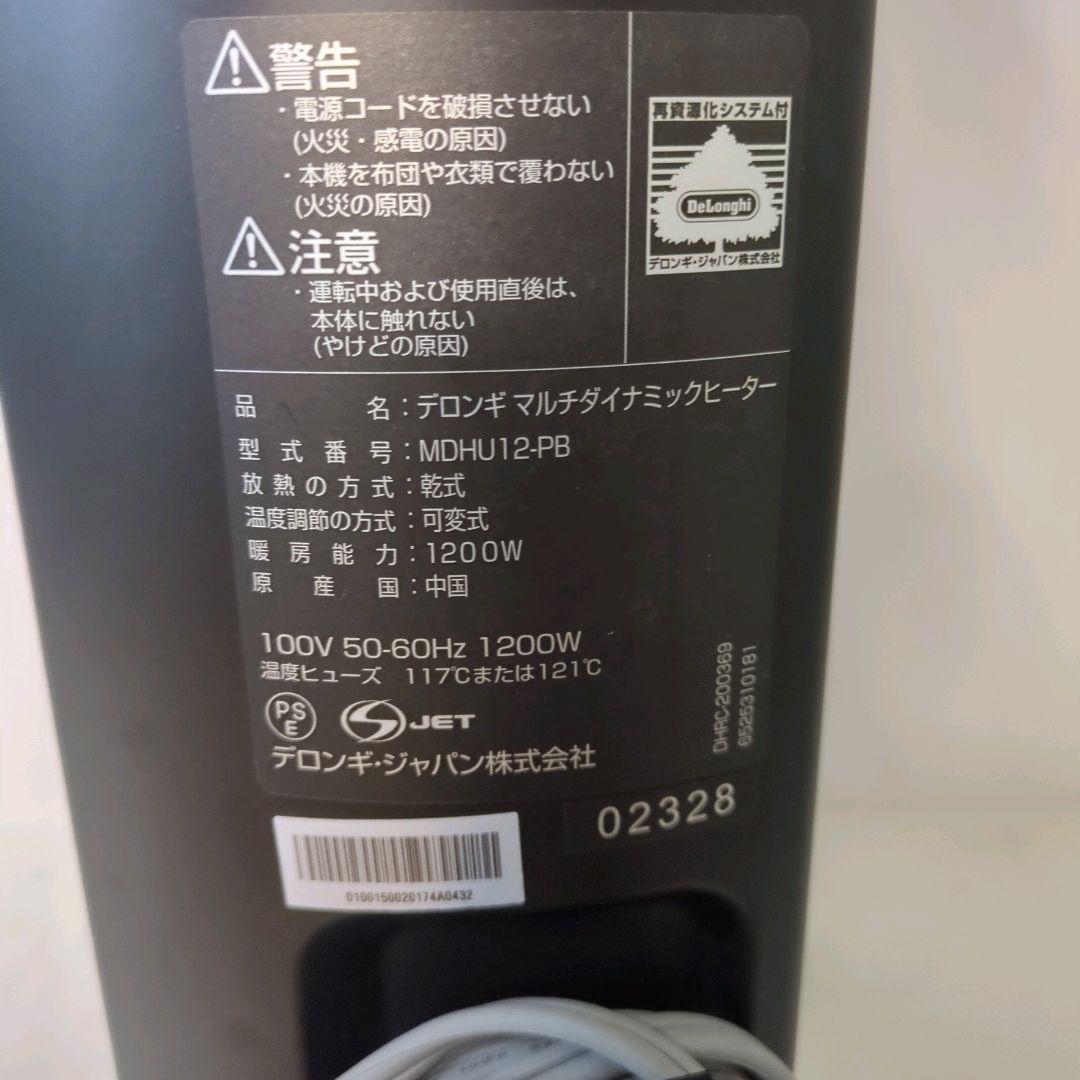 警告
・電源コードを破損させない
(火災・感電の原因)
・本機を布団や衣類で覆わない
(火災の原因)
注意
・運転中および使用直後は、
本体に触れない
(やけどの原因)
再資源化システム付
DeLonghi
デロンギ・ジャパン株式会社
品名：デロンギ マルチダイナミックヒーター
型式番号：MDHU12-PB
放熱の方式：乾式
温度調節の方式：可変式
暖房能力：1200W
原産国：中国
100V 50-60Hz 1200W
温度ヒューズ 117℃または121℃
PS
E
JET
デロンギ・ジャパン株式会社
DHRC-200369
6525310181
02328
0100150020174A0432